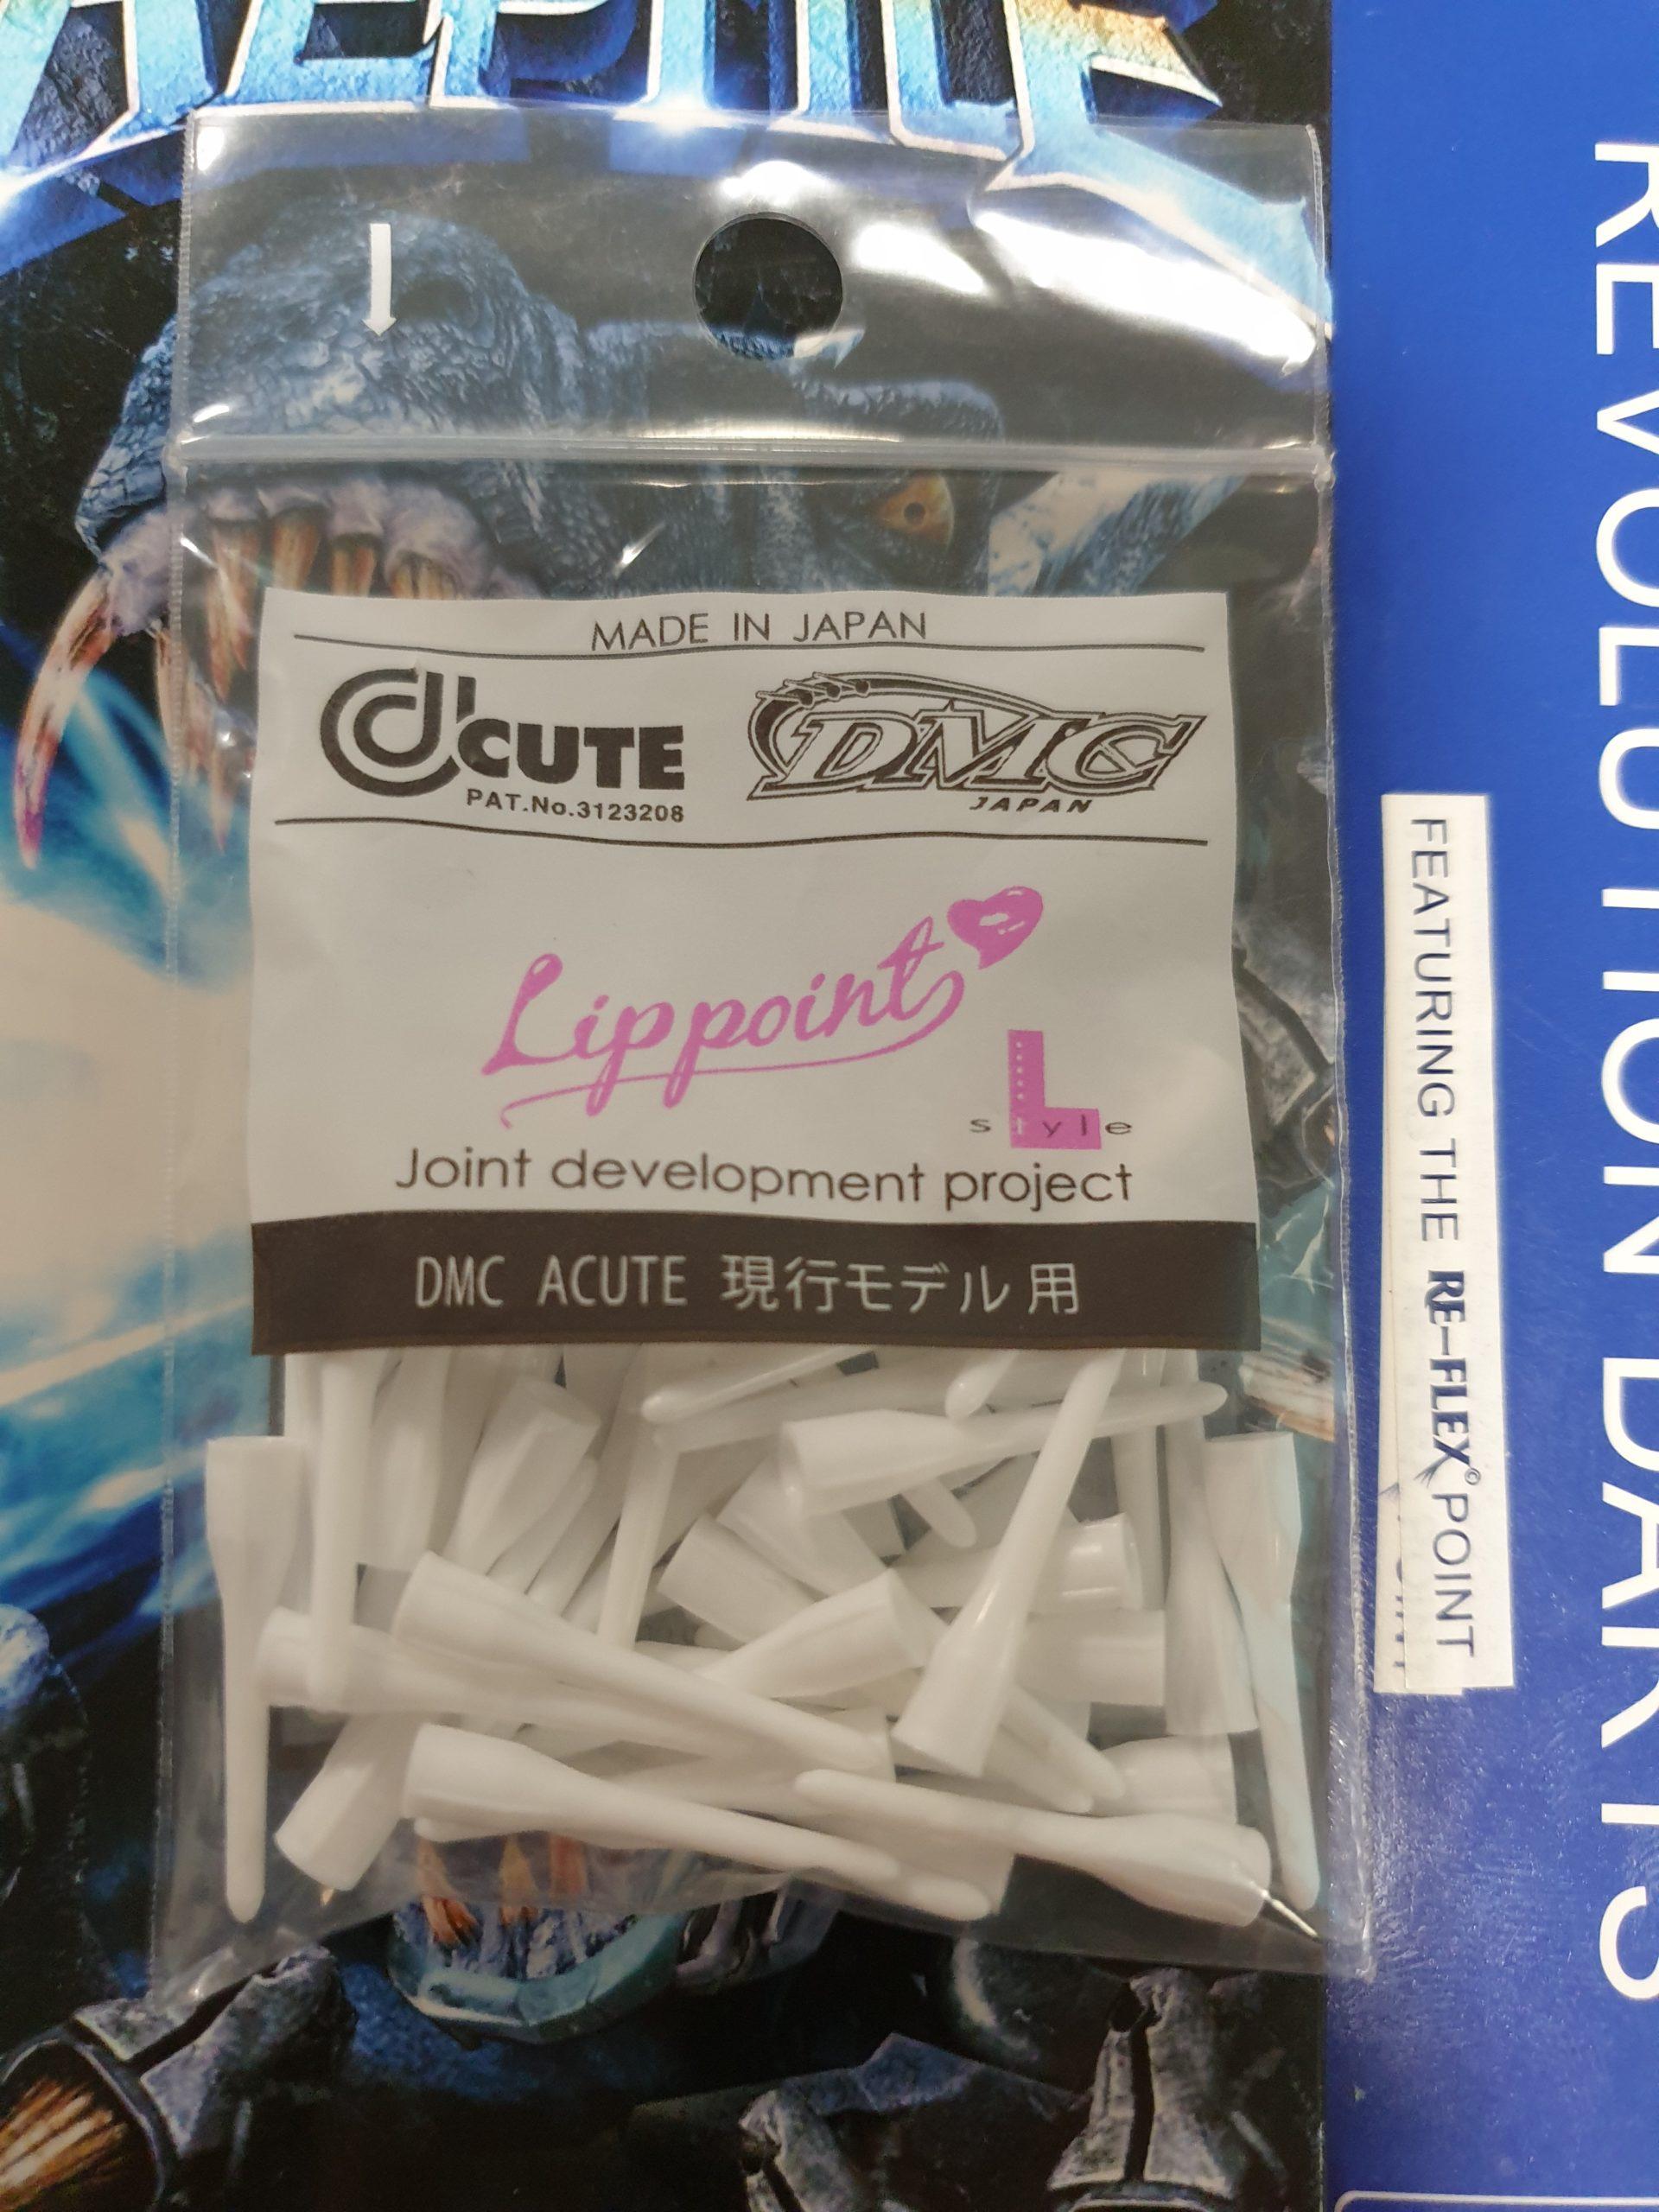 REPTILE
MADE IN JAPAN
d'CUTE
PAT.No.3123208
DMC
JAPAN
Lippoint
L
style
Joint development project
DMC ACUTE 現行モデル用
FEATURING THE RE-FLEX© POINT
REVOLUTION DARTS